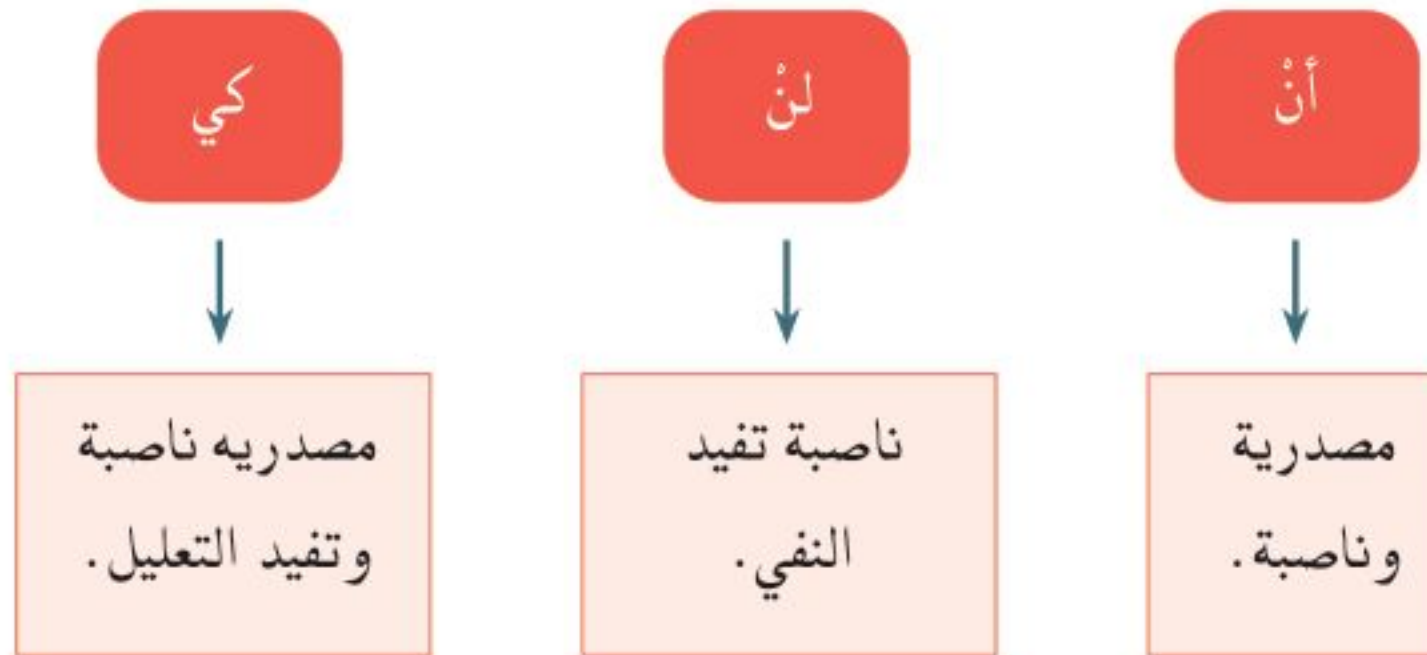 أنْ
لنْ
كي
مصدرية
وناصبة.
ناصبة تفيد
النفي.
مصدريه ناصبة
وتفيد التعليل.